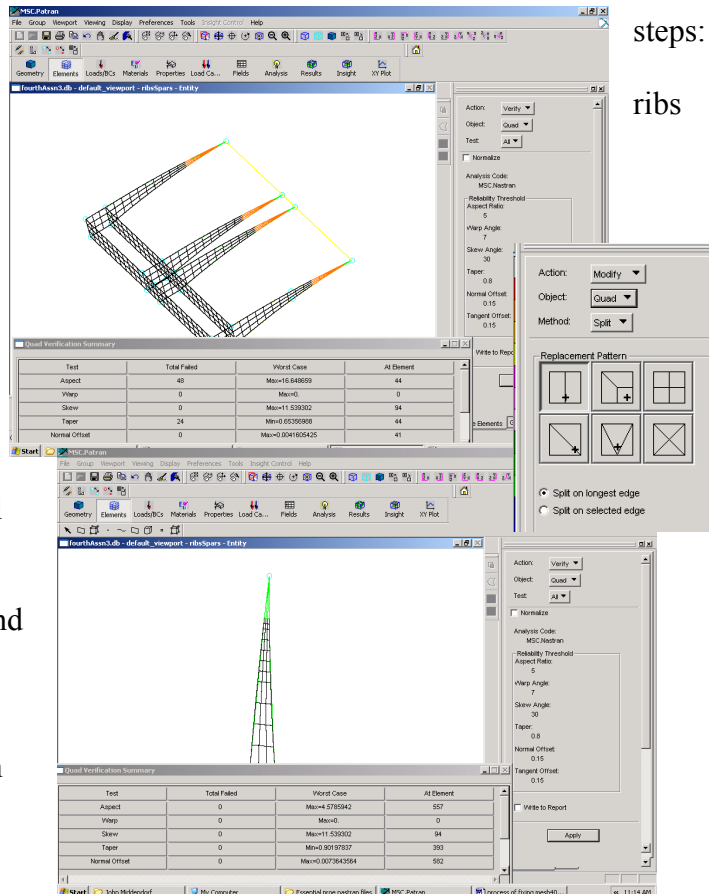 steps:
ribs
MSC.Patran
File Group Viewport Viewing Display Preferences Tools Insight Control Help
Geometry Elements Loads/BCs Materials Properties Load Ca... Fields Analysis Results Insight XY Plot
fourthAssn3.db - default_viewport - ribsSpars - Entity
Action: Verify
Object: Quad
Test: All
Normalize
Analysis Code:
MSC.Nastran
Reliability Threshold
Aspect Ratio:
5
Warp Angle:
7
Skew Angle:
30
Taper:
0.8
Normal Offset:
0.15
Tangent Offset:
0.15
Write to Repo
Quad Verification Summary
Test Total Failed Worst Case At Element
Aspect 48 Max=16.848659 44
Warp 0 Max=0. 0
Skew 0 Max=11.539302 94
Taper 24 Min=0.65356988 44
Normal Offset 0 Max=0.0041605425 41
e Elements
Start
Action: Modify
Object: Quad
Method: Split
Replacement Pattern
Split on longest edge
Split on selected edge
nd
MSC.Patran
File Group Viewport Viewing Display Preferences Tools Insight Control Help
Geometry Elements Loads/BCs Materials Properties Load Ca... Fields Analysis Results Insight XY Plot
fourthAssn3.db - default_viewport - ribsSpars - Entity
Action: Verify
Object: Quad
Test: All
Normalize
Analysis Code:
MSC.Nastran
Reliability Threshold
Aspect Ratio:
5
Warp Angle:
7
Skew Angle:
30
Taper:
0.8
Normal Offset:
0.15
Tangent Offset:
0.15
Write to Report
Apply
Quad Verification Summary
Test Total Failed Worst Case At Element
Aspect 0 Max=4.5785942 557
Warp 0 Max=0. 0
Skew 0 Max=11.539302 94
Taper 0 Min=0.90197837 393
Normal Offset 0 Max=0.0073643564 582
Start John Middendorf My Computer Essential proe nastran files MSC.Patran process of fixing mesh40... 11:14 AM